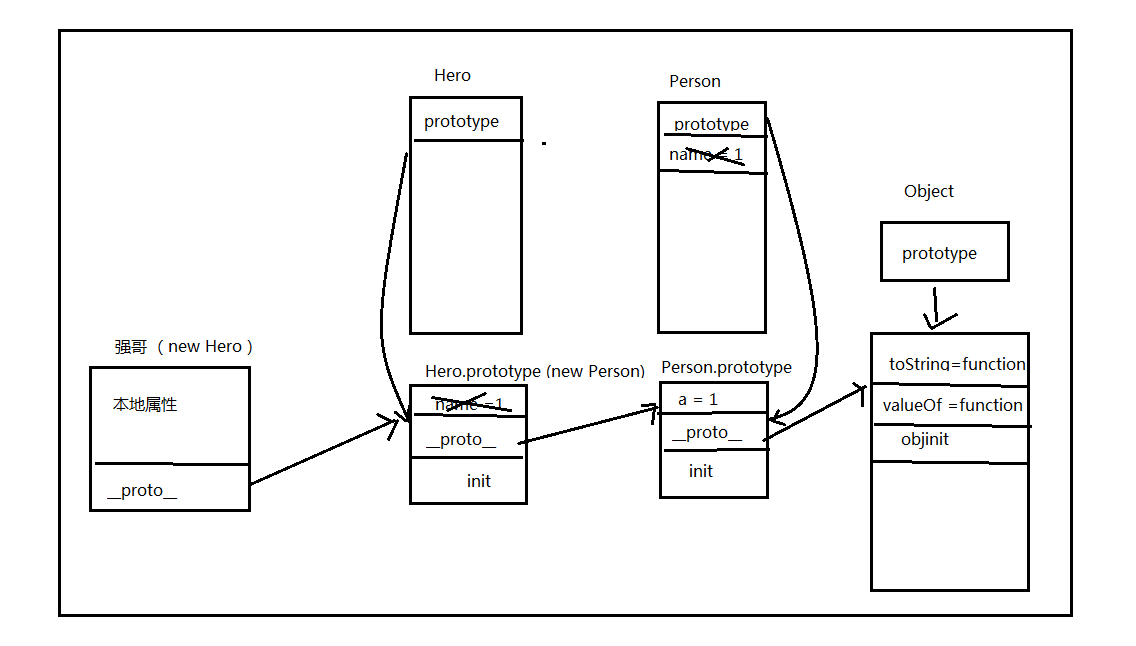 Hero
prototype
Person
prototype
name = 1
Object
prototype
强哥 （ new Hero ）
本地属性
__proto__
Hero.prototype (new Person)
name =1
__proto__
init
Person.prototype
a = 1
__proto__
init
toString=function
valueOf =function
objinit